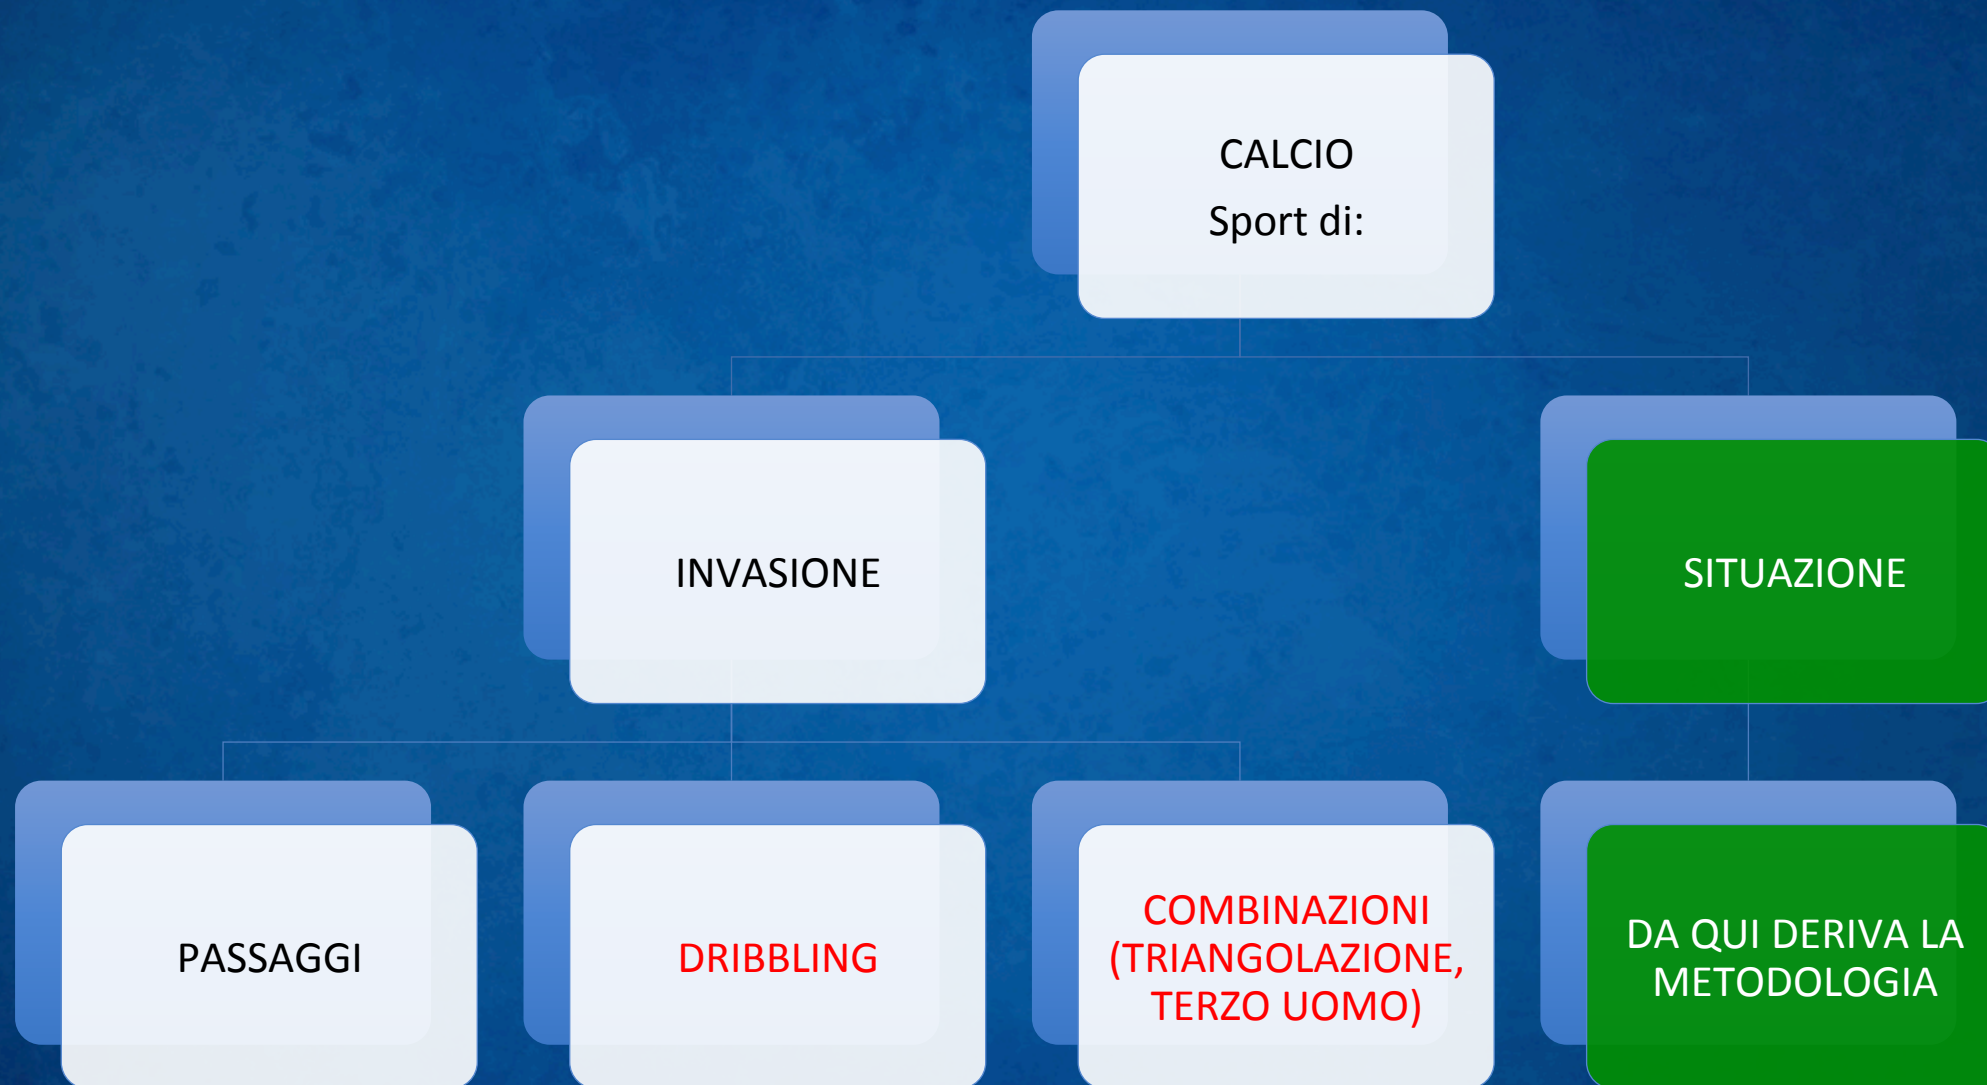 CALCIO
Sport di:
INVASIONE
SITUAZIONE
PASSAGGI
DRIBBLING
COMBINAZIONI
(TRIANGOLAZIONE,
TERZO UOMO)
DA QUI DERIVA LA
METODOLOGIA